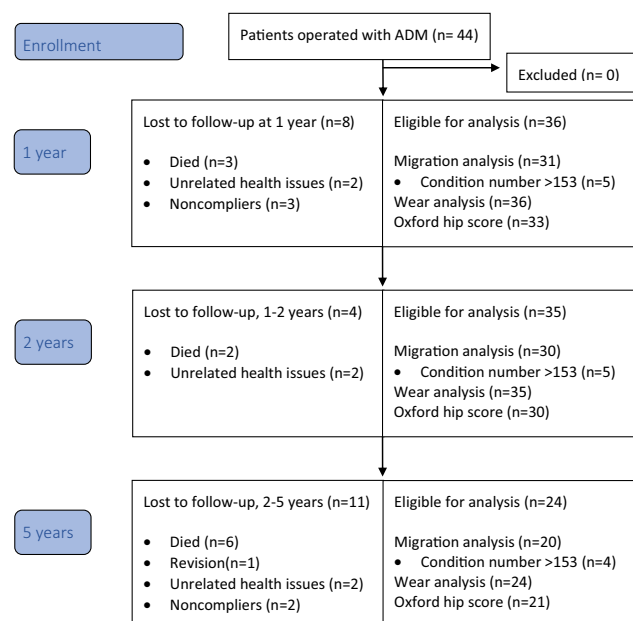 Enrollment
Patients operated with ADM (n= 44)
Excluded (n= 0)
1 year
Lost to follow-up at 1 year (n=8)
• Died (n=3)
• Unrelated health issues (n=2)
• Noncompliers (n=3)
Eligible for analysis (n=36)
Migration analysis (n=31)
• Condition number >153 (n=5)
Wear analysis (n=36)
Oxford hip score (n=33)
2 years
Lost to follow-up, 1-2 years (n=4)
• Died (n=2)
• Unrelated health issues (n=2)
Eligible for analysis (n=35)
Migration analysis (n=30)
• Condition number >153 (n=5)
Wear analysis (n=35)
Oxford hip score (n=30)
5 years
Lost to follow-up, 2-5 years (n=11)
• Died (n=6)
• Revision(n=1)
• Unrelated health issues (n=2)
• Noncompliers (n=2)
Eligible for analysis (n=24)
Migration analysis (n=20)
• Condition number >153 (n=4)
Wear analysis (n=24)
Oxford hip score (n=21)